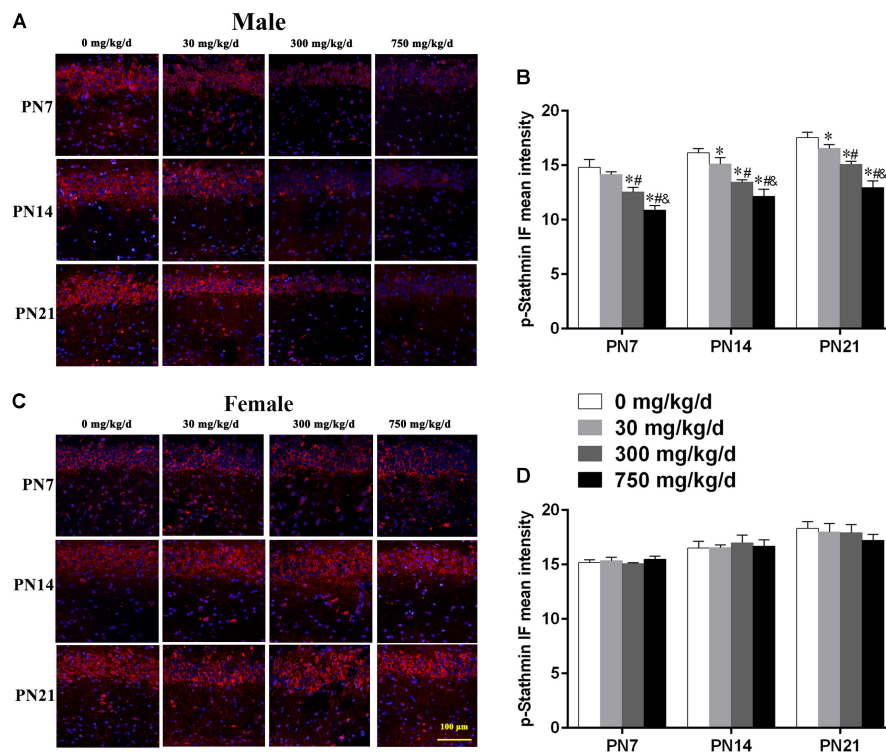 A
Male
0 mg/kg/d 30 mg/kg/d 300 mg/kg/d 750 mg/kg/d
PN7
PN14
PN21
B
p-Stathmin IF mean intensity
20
15
10
5
0
*# *#&
* *# *#&
* *# *#&
PN7 PN14 PN21
C
Female
0 mg/kg/d 30 mg/kg/d 300 mg/kg/d 750 mg/kg/d
PN7
PN14
PN21
100 μm
0 mg/kg/d
30 mg/kg/d
300 mg/kg/d
750 mg/kg/d
D
p-Stathmin IF mean intensity
20
15
10
5
0
PN7 PN14 PN21